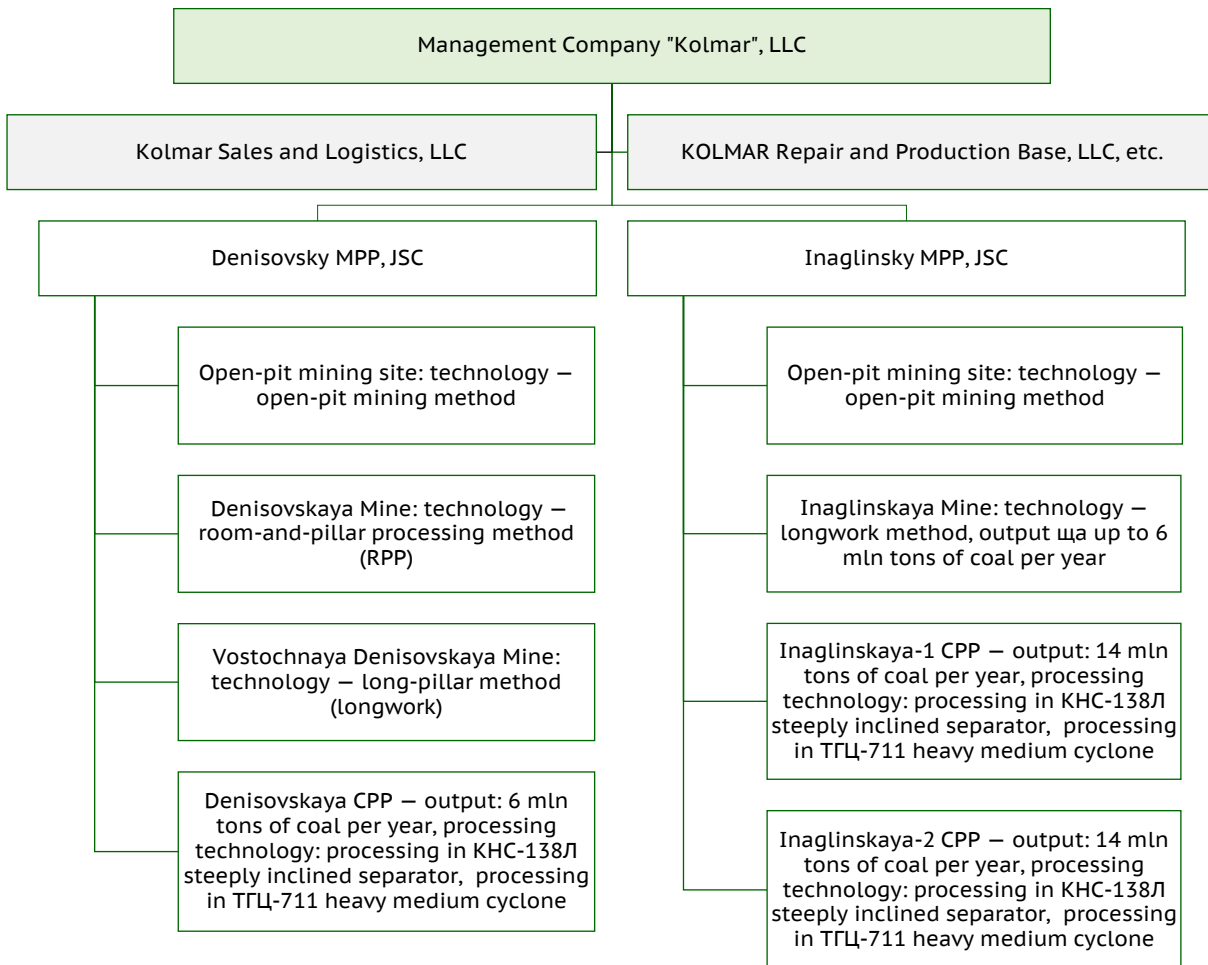 Management Company "Kolmar", LLC
Kolmar Sales and Logistics, LLC
KOLMAR Repair and Production Base, LLC, etc.
Denisovsky MPP, JSC
Open-pit mining site: technology —
open-pit mining method
Denisovskaya Mine: technology —
room-and-pillar processing method
(RPP)
Vostochnaya Denisovskaya Mine:
technology — long-pillar method
(longwork)
Denisovskaya CPP — output: 6 mln
tons of coal per year, processing
technology: processing in КНС-138Л
steeply inclined separator, processing
in ТГЦ-711 heavy medium cyclone
Inaglinsky MPP, JSC
Open-pit mining site: technology —
open-pit mining method
Inaglinskaya Mine: technology —
longwork method, output ща up to 6
mln tons of coal per year
Inaglinskaya-1 CPP — output: 14 mln
tons of coal per year, processing
technology: processing in КНС-138Л
steeply inclined separator, processing
in ТГЦ-711 heavy medium cyclone
Inaglinskaya-2 CPP — output: 14 mln
tons of coal per year, processing
technology: processing in КНС-138Л
steeply inclined separator, processing
in ТГЦ-711 heavy medium cyclone